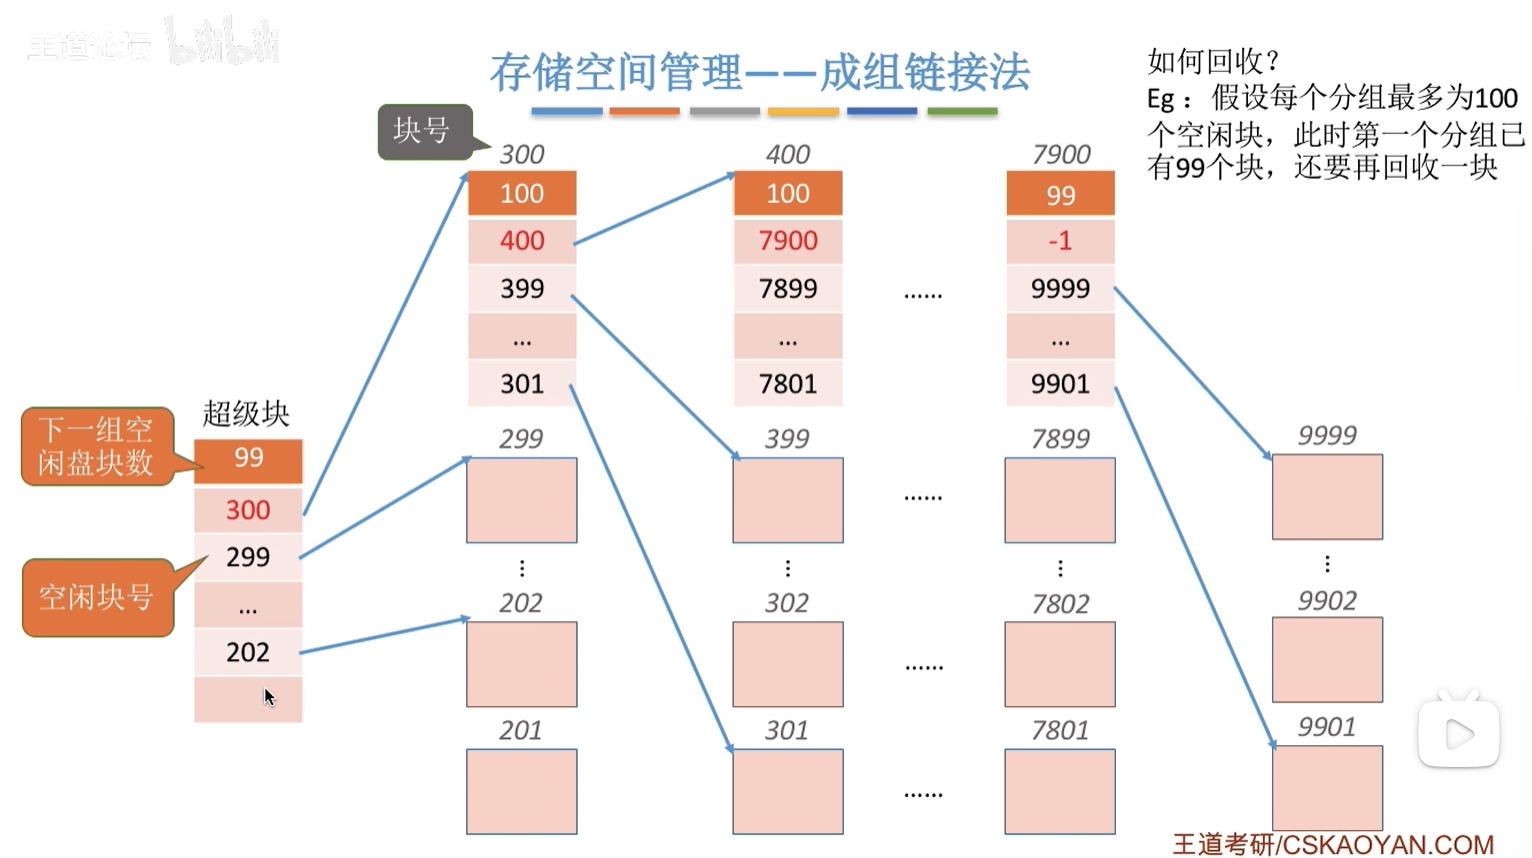 王道论坛 bilibili
存储空间管理——成组链接法
如何回收？
Eg：假设每个分组最多为100
个空闲块，此时第一个分组已
有99个块，还要再回收一块
块号
300 400 7900
100 100 99
400 7900 -1
399 7899 …… 9999
... ... ...
301 7801 9901
超级块
下一组空
闲盘块数
99
300
299
空闲块号
...
202
299 399 7899 9999
……
⋮ ⋮ ⋮ ⋮
202 302 7802 9902
……
201 301 7801 9901
……
王道考研/CSKAOYAN.COM